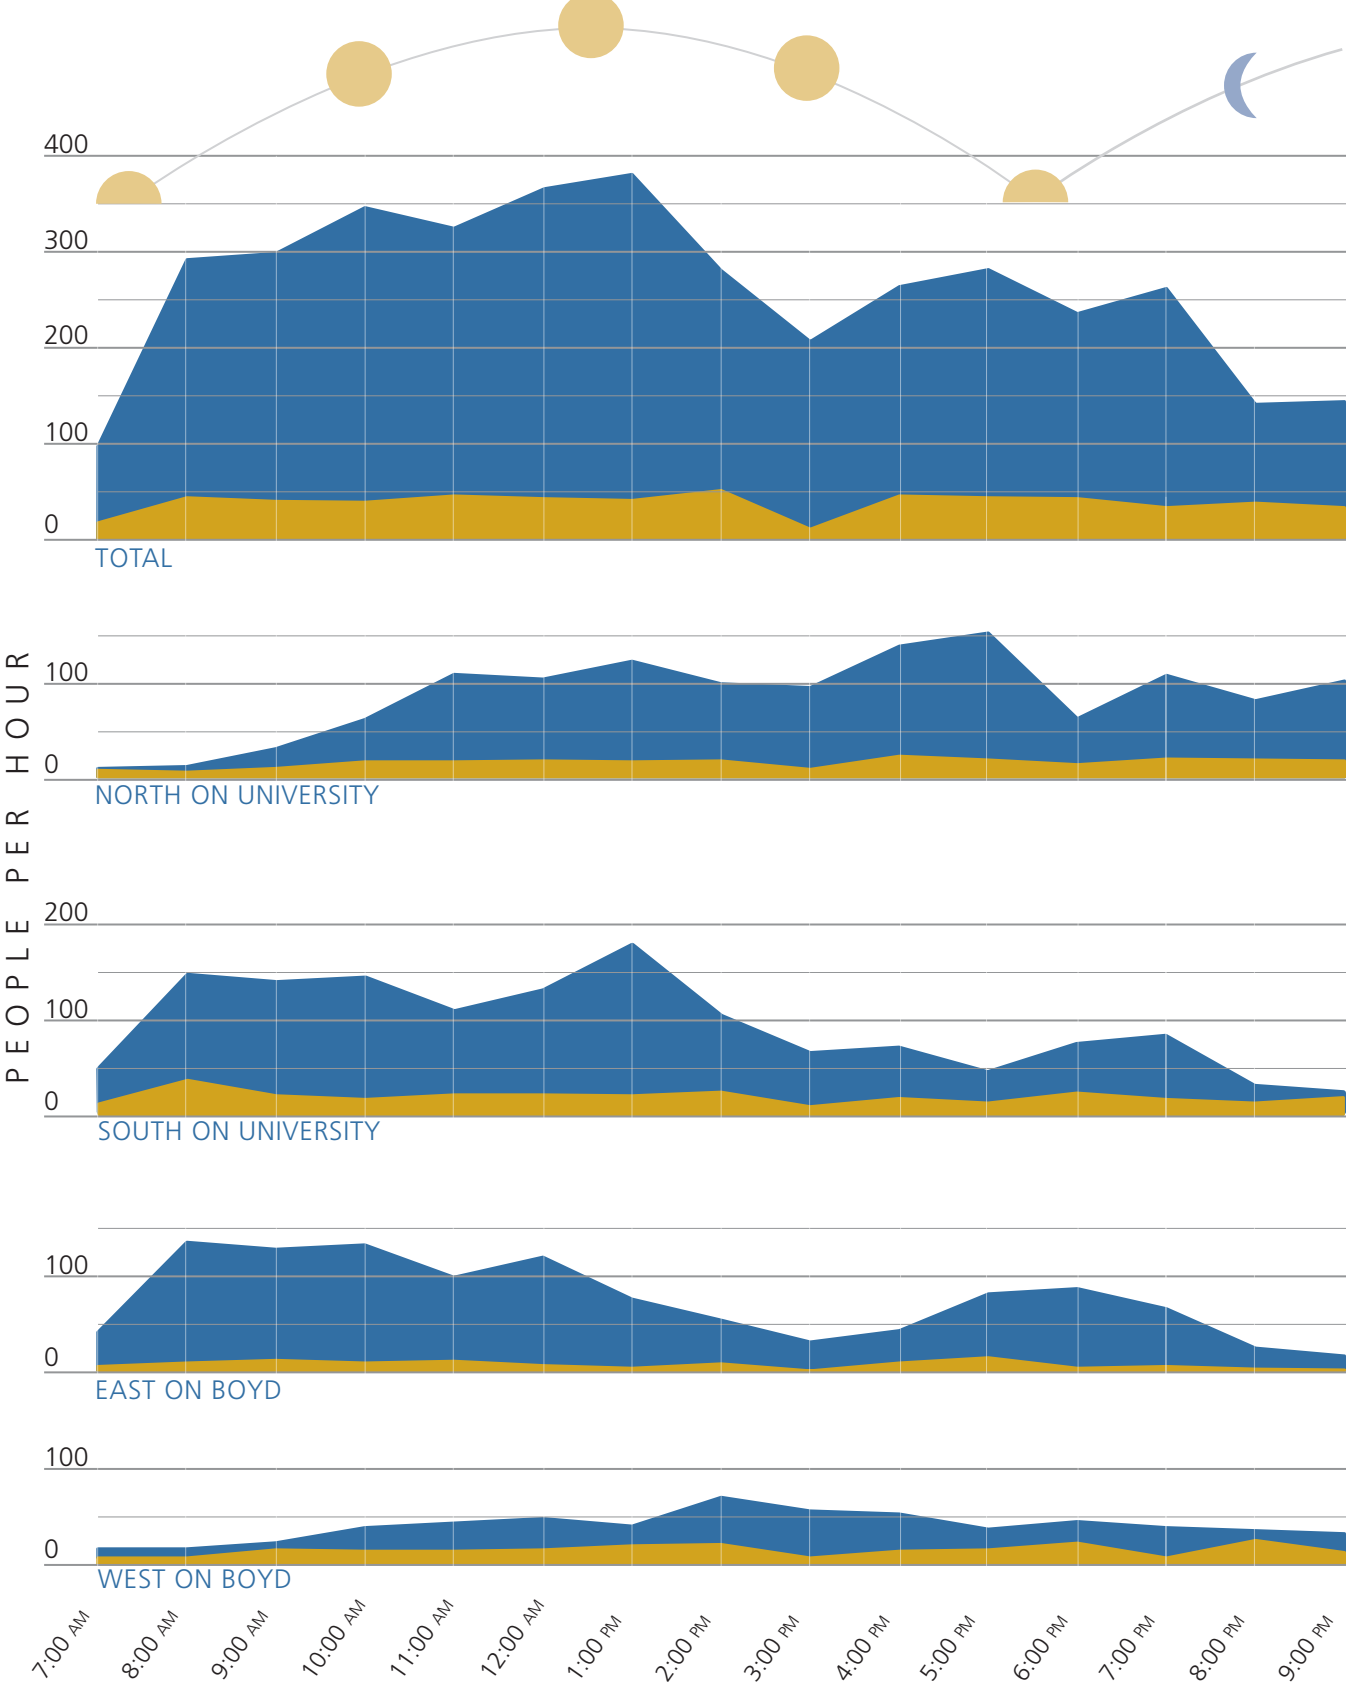 400
300
200
100
0
TOTAL
PEOPLE PER HOUR
100
0
NORTH ON UNIVERSITY
200
100
0
SOUTH ON UNIVERSITY
100
0
EAST ON BOYD
100
0
WEST ON BOYD
7:00 AM
8:00 AM
9:00 AM
10:00 AM
11:00 AM
12:00 AM
1:00 PM
2:00 PM
3:00 PM
4:00 PM
5:00 PM
6:00 PM
7:00 PM
8:00 PM
9:00 PM